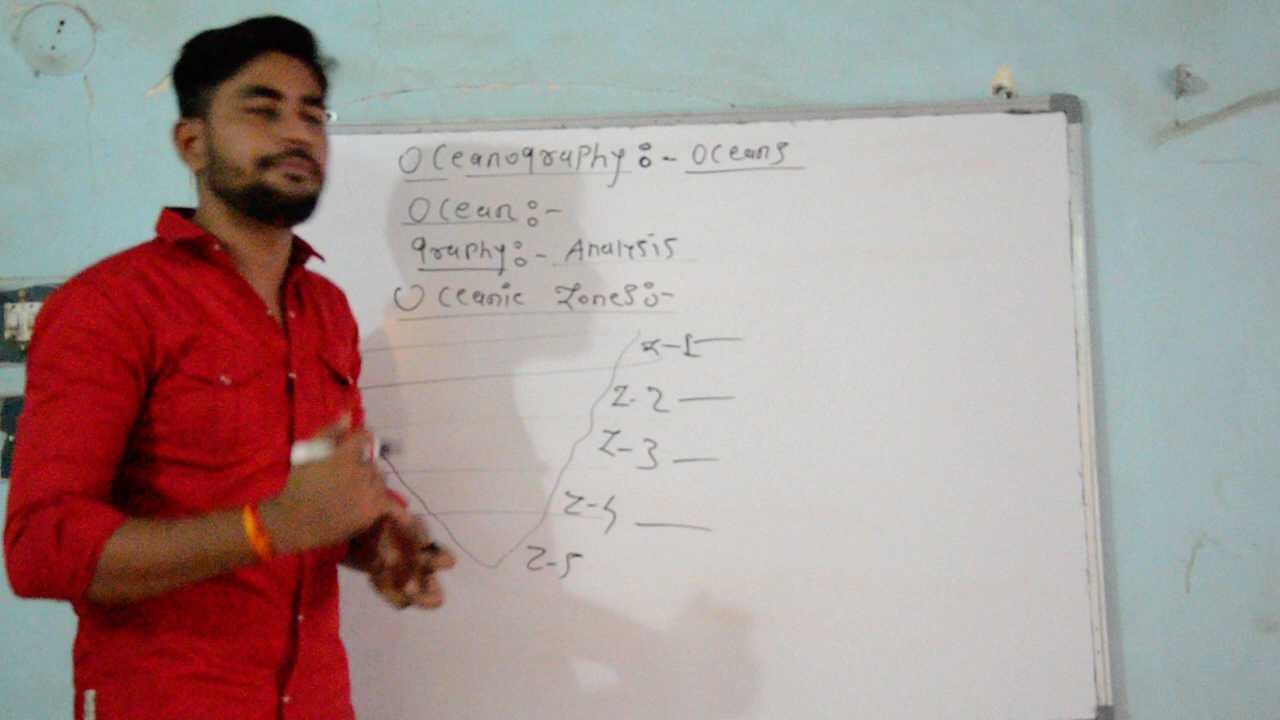 Oceanography :- Oceans
Ocean :-
graphy :- Analysis
Oceanic Zones :-
Z-1
Z-2
Z-3
Z-4
Z-5